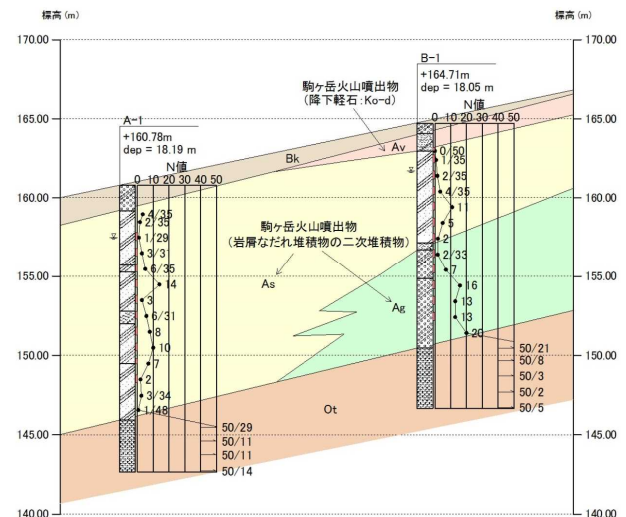 標高 (m)
標高 (m)
170.00
170.00
B-1
+164.71m
dep = 18.05 m
N値
0 10 20 30 40 50
駒ヶ岳火山噴出物
(降下軽石:Ko-d)
A-1
+160.78m
dep = 18.19 m
N値
0 10 20 30 40 50
Bk
Av
165.00
165.00
0/50
1/35
2/35
4/35
11
5
2
2/33
7
16
13
13
20
50/21
50/8
50/3
50/2
50/5
160.00
160.00
4/35
2/35
1/29
3/31
6/35
14
3
6/31
8
10
7
2
3/34
1/48
50/29
50/11
50/11
50/14
駒ヶ岳火山噴出物
(岩屑なだれ堆積物の二次堆積物)
As
Ag
155.00
155.00
150.00
150.00
Ot
145.00
145.00
140.00
140.00